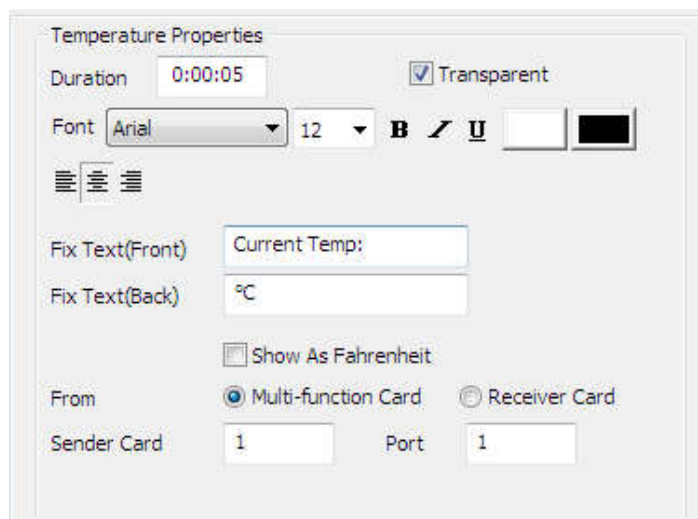 Temperature Properties
Duration 0:00:05 Transparent
Font Arial 12 B I U
Fix Text(Front) Current Temp:
Fix Text(Back) °C
Show As Fahrenheit
From Multi-function Card Receiver Card
Sender Card 1 Port 1